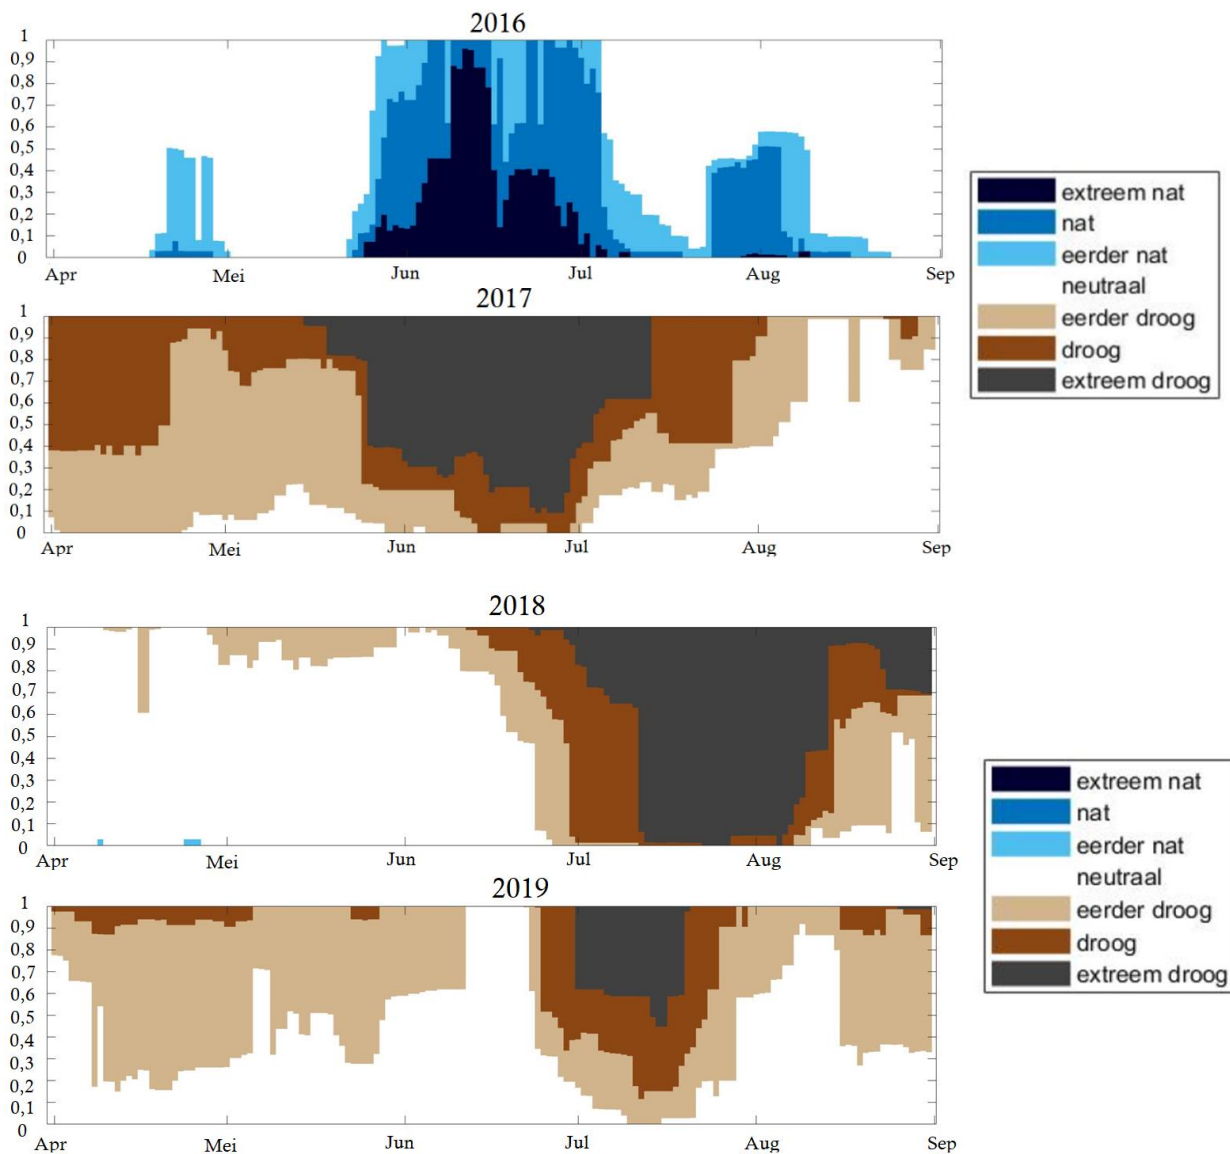 2016
1
0,9
0,8
0,7
0,6
0,5
0,4
0,3
0,2
0,1
0
Apr Mei Jun Jul Aug Sep
extreem nat
nat
eerder nat
neutraal
eerder droog
droog
extreem droog
2017
1
0,9
0,8
0,7
0,6
0,5
0,4
0,3
0,2
0,1
0
Apr Mei Jun Jul Aug Sep
2018
1
0,9
0,8
0,7
0,6
0,5
0,4
0,3
0,2
0,1
0
Apr Mei Jun Jul Aug Sep
extreem nat
nat
eerder nat
neutraal
eerder droog
droog
extreem droog
2019
1
0,9
0,8
0,7
0,6
0,5
0,4
0,3
0,2
0,1
0
Apr Mei Jun Jul Aug Sep